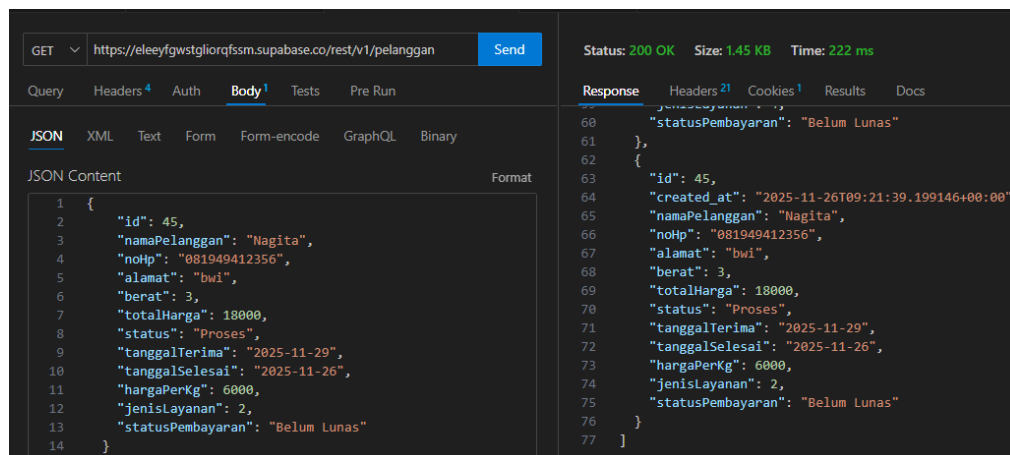 GET https://eleeyfgwstgliorqfssm.supabase.co/rest/v1/pelanggan Send
Query Headers 4 Auth Body 1 Tests Pre Run
JSON XML Text Form Form-encode GraphQL Binary
JSON Content Format
1 {
2 "id": 45,
3 "namaPelanggan": "Nagita",
4 "noHp": "081949412356",
5 "alamat": "bwi",
6 "berat": 3,
7 "totalHarga": 18000,
8 "status": "Proses",
9 "tanggalTerima": "2025-11-29",
10 "tanggalSelesai": "2025-11-26",
11 "hargaPerKg": 6000,
12 "jenisLayanan": 2,
13 "statusPembayaran": "Belum Lunas"
14 }
Status: 200 OK Size: 1.45 KB Time: 222 ms
Response Headers 21 Cookies 1 Results Docs
60 "statusPembayaran": "Belum Lunas"
61 },
62 {
63 "id": 45,
64 "created_at": "2025-11-26T09:21:39.199146+00:00"
65 "namaPelanggan": "Nagita",
66 "noHp": "081949412356",
67 "alamat": "bwi",
68 "berat": 3,
69 "totalHarga": 18000,
70 "status": "Proses",
71 "tanggalTerima": "2025-11-29",
72 "tanggalSelesai": "2025-11-26",
73 "hargaPerKg": 6000,
74 "jenisLayanan": 2,
75 "statusPembayaran": "Belum Lunas"
76 }
77 ]